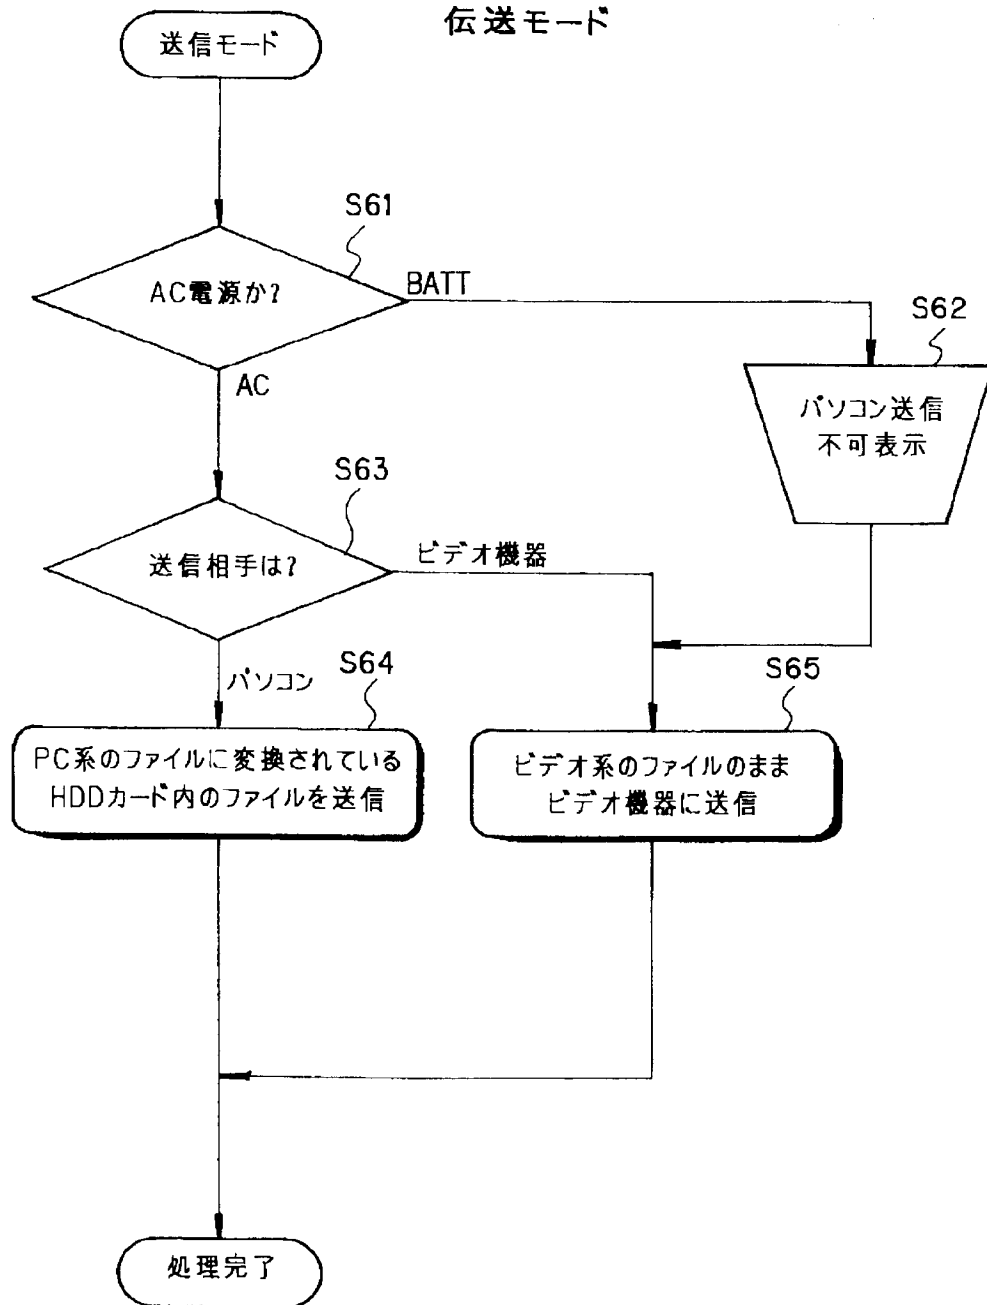 伝送モード
送信モード
S61
AC電源か?
BATT
S62
AC
パソコン送信
不可表示
S63
送信相手は?
ビデオ機器
S64
パソコン
S65
PC系のファイルに変換されている
HDDカード内のファイルを送信
ビデオ系のファイルのまま
ビデオ機器に送信
処理完了